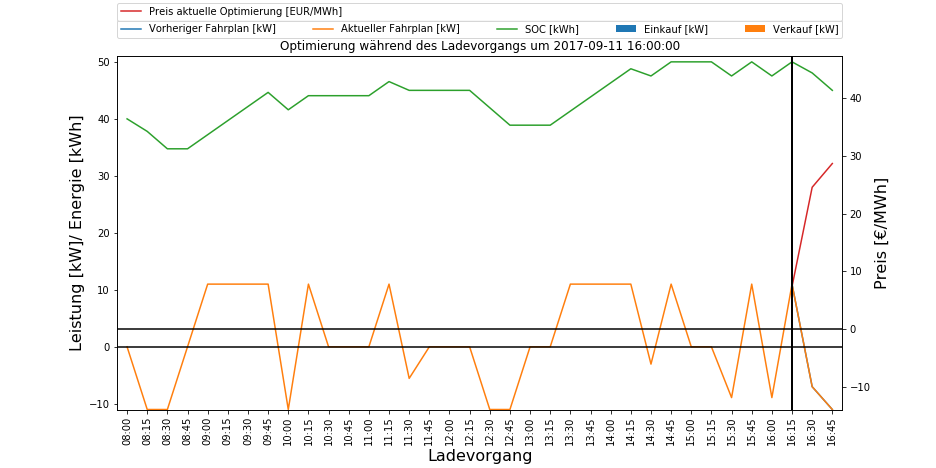 Preis aktuelle Optimierung [EUR/MWh]
Vorheriger Fahrplan [kW] Aktueller Fahrplan [kW] SOC [kWh] Einkauf [kW] Verkauf [kW]
Optimierung während des Ladevorgangs um 2017-09-11 16:00:00
Leistung [kW]/ Energie [kWh]
50
40
30
20
10
0
−10
40
30
20
10
0
−10
Preis [€/MWh]
08:00 08:15 08:30 08:45 09:00 09:15 09:30 09:45 10:00 10:15 10:30 10:45 11:00 11:15 11:30 11:45 12:00 12:15 12:30 12:45 13:00 13:15 13:30 13:45 14:00 14:15 14:30 14:45 15:00 15:15 15:30 15:45 16:00 16:15 16:30 16:45
Ladevorgang